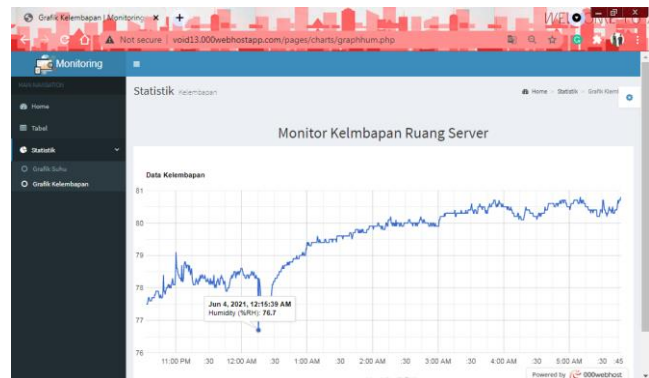 Grafik Kelembapan | Monitoring
Not secure | void13.000webhostapp.com/pages/charts/graphhum.php
Monitoring
MAIN NAVIGATION
Home
Tabel
Statistik
Grafik Suhu
Grafik Kelembapan
Statistik Kelembapan
Home > Statistik >
Monitor Kelmbapan Ruang Server
Data Kelembapan
81
80
79
78
77
76
Jun 4, 2021, 12:15:39 AM
Humidity (%RH): 76.7
11:00 PM :30 12:00 AM :30 1:00 AM :30 2:00 AM :30 3:00 AM :30 4:00 AM :30 5:00 AM :30 :45
Powered by 000webhost